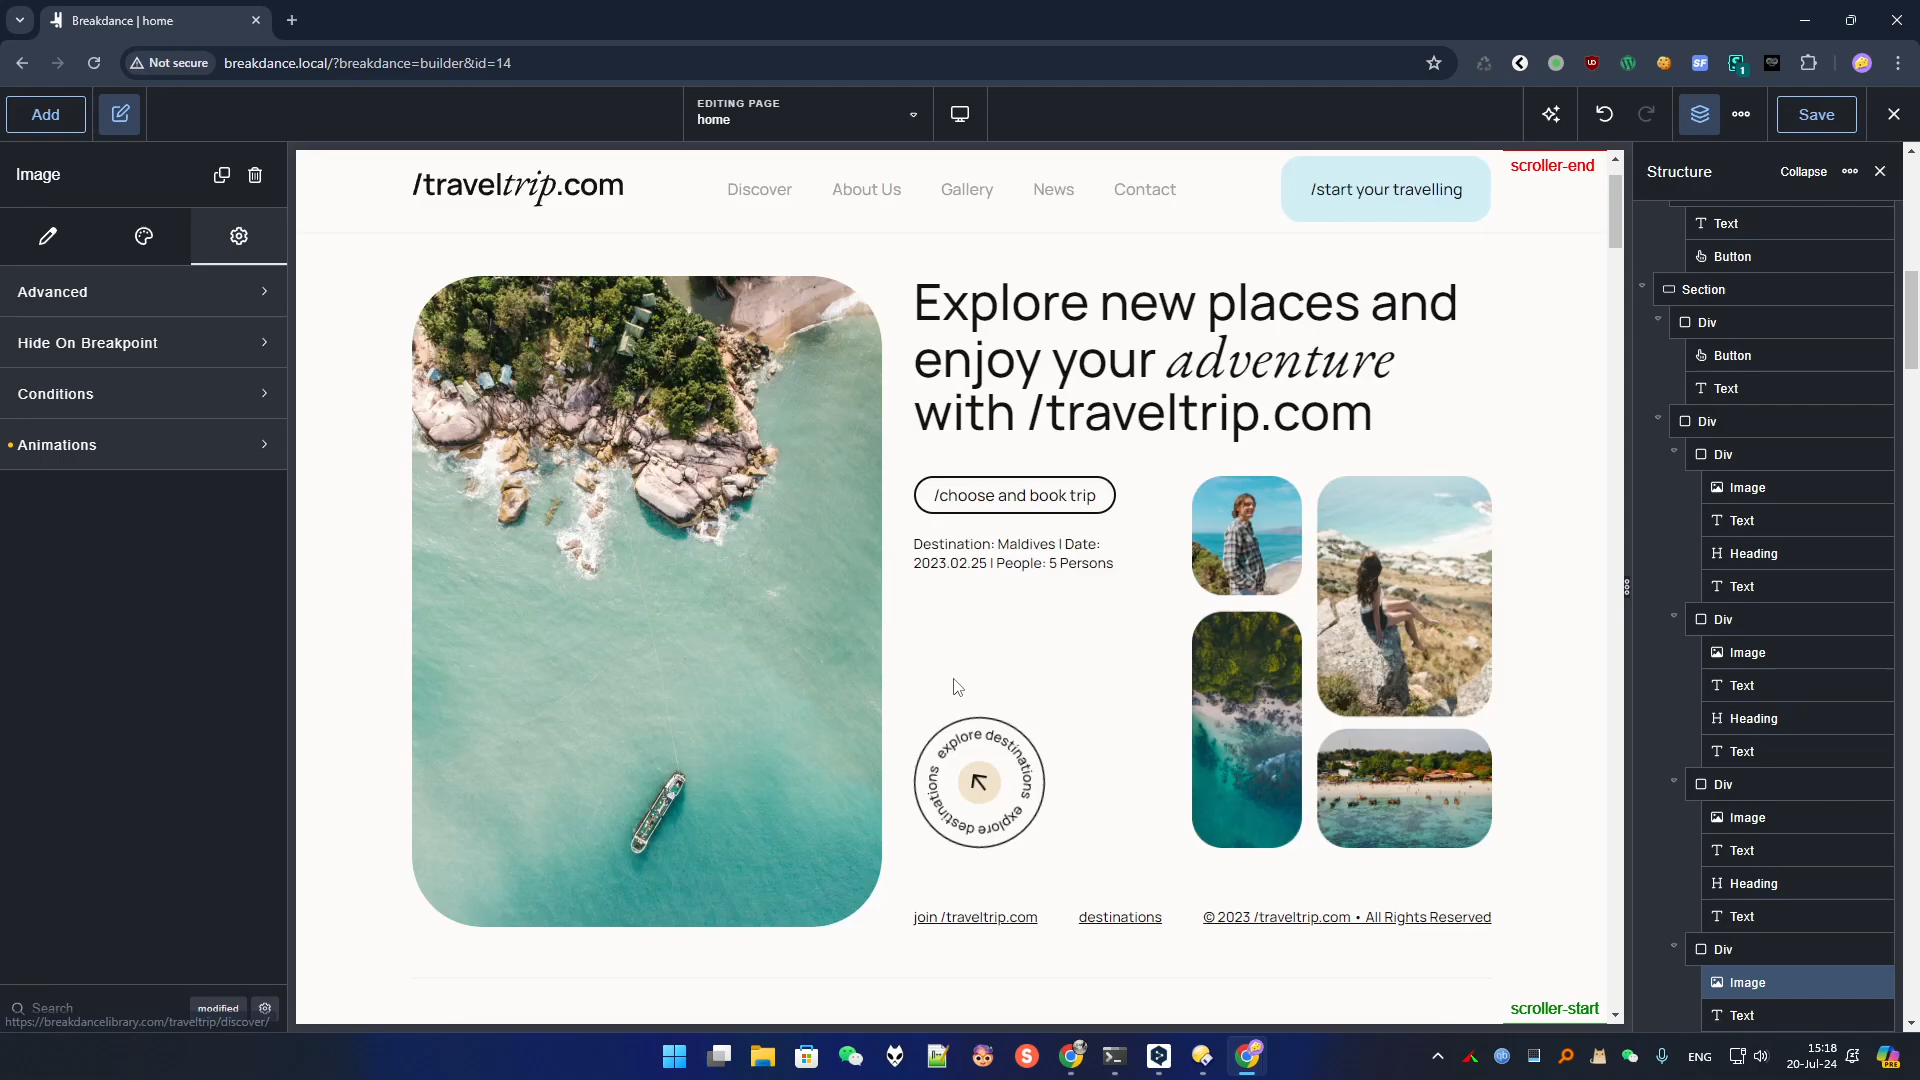 Breakdance | home
Not secure
breakdance.local/?breakdance=builder&id=14
Add
EDITING PAGE
home
Save
Image
Advanced
Hide On Breakpoint
Conditions
Animations
Search
modified
https://breakdancelibrary.com/traveltrip/discover/
/traveltrip.com
Discover
About Us
Gallery
News
Contact
/start your travelling
scroller-end
Explore new places and
enjoy your adventure
with /traveltrip.com
/choose and book trip
Destination: Maldives | Date:
2023.02.25 | People: 5 Persons
explore destinations explore destinations
join /traveltrip.com
destinations
© 2023 /traveltrip.com • All Rights Reserved
scroller-start
Structure
Collapse
Text
Button
Section
Div
Button
Text
Div
Div
Image
Text
Heading
Text
Div
Image
Text
Heading
Text
Div
Image
Text
Heading
Text
Div
Image
Text
ENG
15:18
20-Jul-24